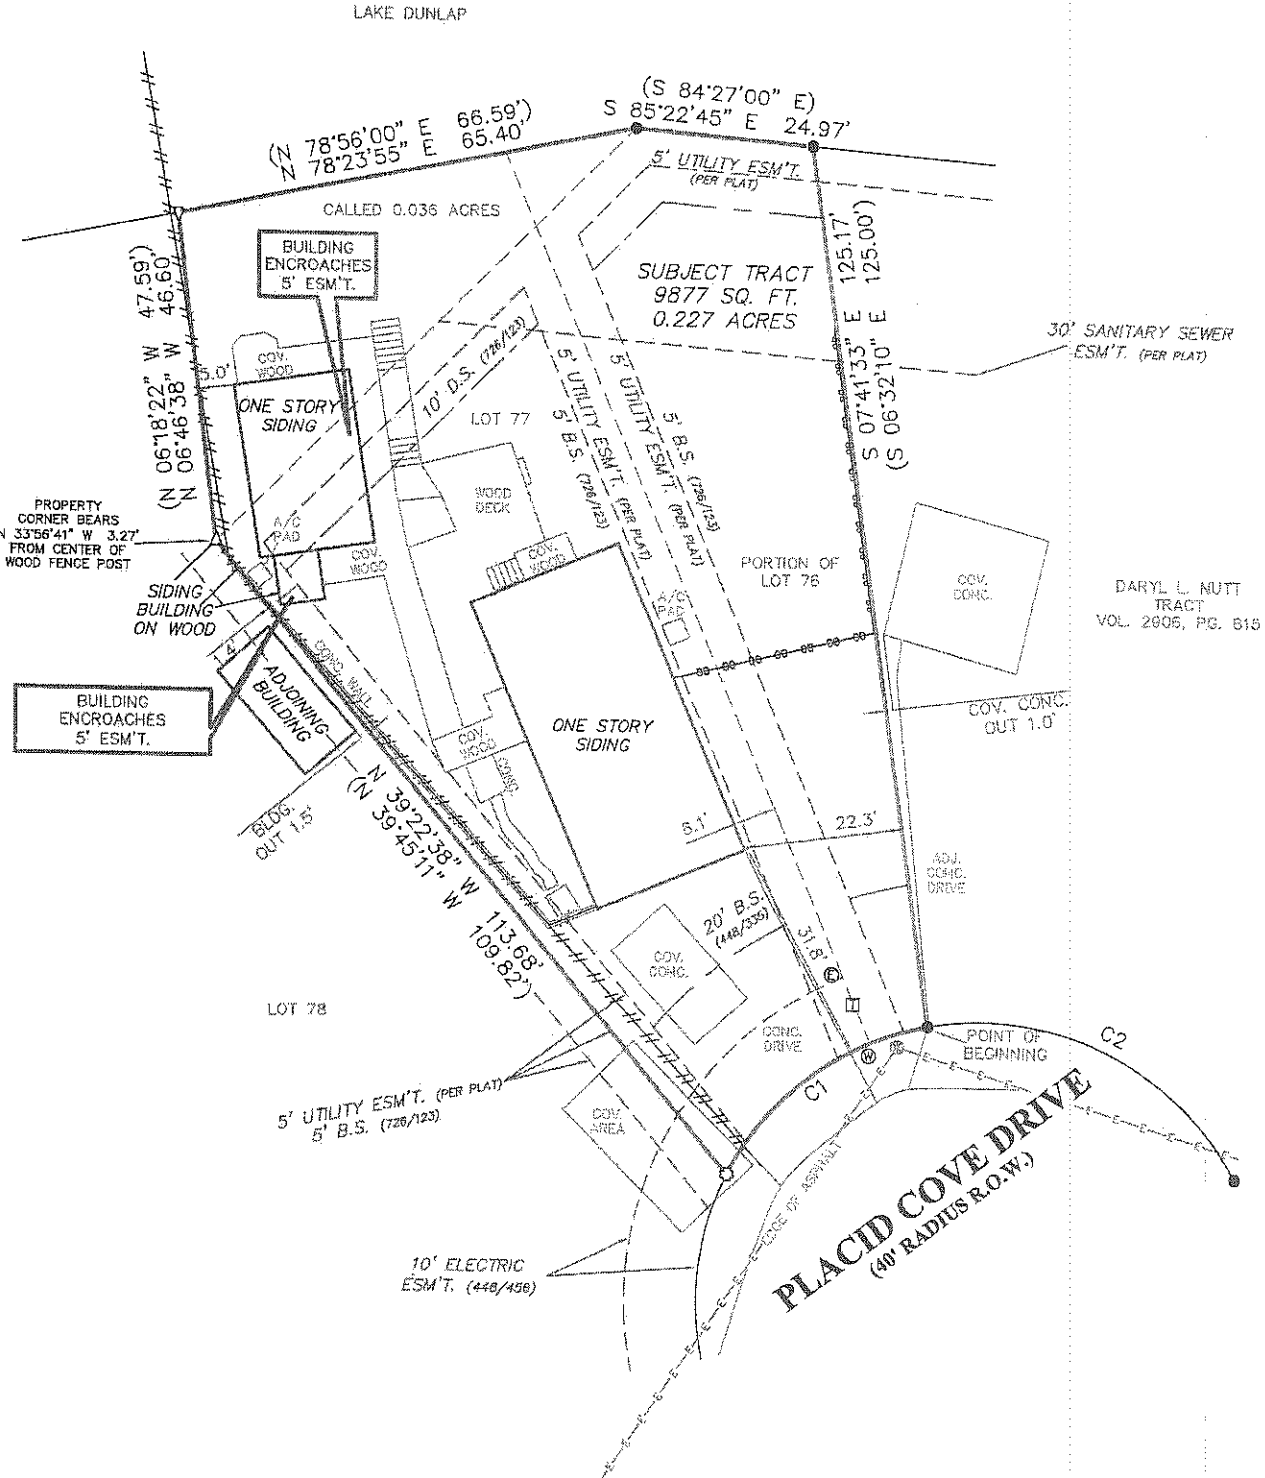 LAKE DUNLAP
(S 84°27'00" E)
S 85°22'45" E 24.97'
(N 78°56'00" E 66.59')
N 78°23'55" E 65.40'
5' UTILITY ESM'T.
(PER PLAT)
CALLED 0.036 ACRES
BUILDING
ENCROACHES
5' ESM'T.
SUBJECT TRACT
9877 SQ. FT.
0.227 ACRES
S 07°41'33" E 125.17'
(S 06°32'10" E 125.00')
(N 06°18'22" W 47.59')
N 06°46'38" W 46.60'
30' SANITARY SEWER
ESM'T. (PER PLAT)
5.0'
COV.
WOOD
ONE STORY
SIDING
10' D.S. (726/123)
LOT 77
5' UTILITY ESM'T. (PER PLAT)
5' B.S. (726/123)
5' UTILITY ESM'T. (PER PLAT)
5' B.S. (726/123)
WOOD
DECK
PROPERTY
CORNER BEARS
N 33°56'41" W 3.27'
FROM CENTER OF
WOOD FENCE POST
A/C
PAD
COV.
WOOD
COV.
WOOD
PORTION OF
LOT 76
COV.
CONC.
DARYL L. NUTT
TRACT
VOL. 2906, PG. 615
SIDING
BUILDING
ON WOOD
A/C
PAD
4'
CONC. WALL
ADJOINING
BUILDING
BUILDING
ENCROACHES
5' ESM'T.
COV. CONC.
OUT 1.0'
ONE STORY
SIDING
COV.
WOOD
CONC.
BLDG.
OUT 1.5'
N 39°22'38" W 113.68'
(N 39°45'11" W 109.82')
22.3'
ADJ.
CONC.
DRIVE
20' B.S.
(448/335)
31.8'
COV.
CONC.
E
LOT 78
CONC.
DRIVE
W
POINT OF
BEGINNING
C2
C1
5' UTILITY ESM'T. (PER PLAT)
5' B.S. (726/123)
COV.
AREA
EDGE OF ASPHALT
PLACID COVE DRIVE
(40' RADIUS R.O.W.)
10' ELECTRIC
ESM'T. (448/456)